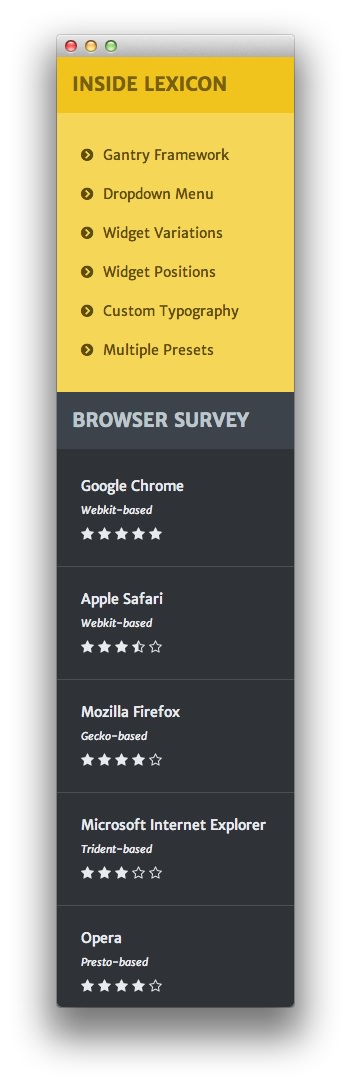 INSIDE LEXICON
Gantry Framework
Dropdown Menu
Widget Variations
Widget Positions
Custom Typography
Multiple Presets
BROWSER SURVEY
Google Chrome
Webkit-based
Apple Safari
Webkit-based
Mozilla Firefox
Gecko-based
Microsoft Internet Explorer
Trident-based
Opera
Presto-based